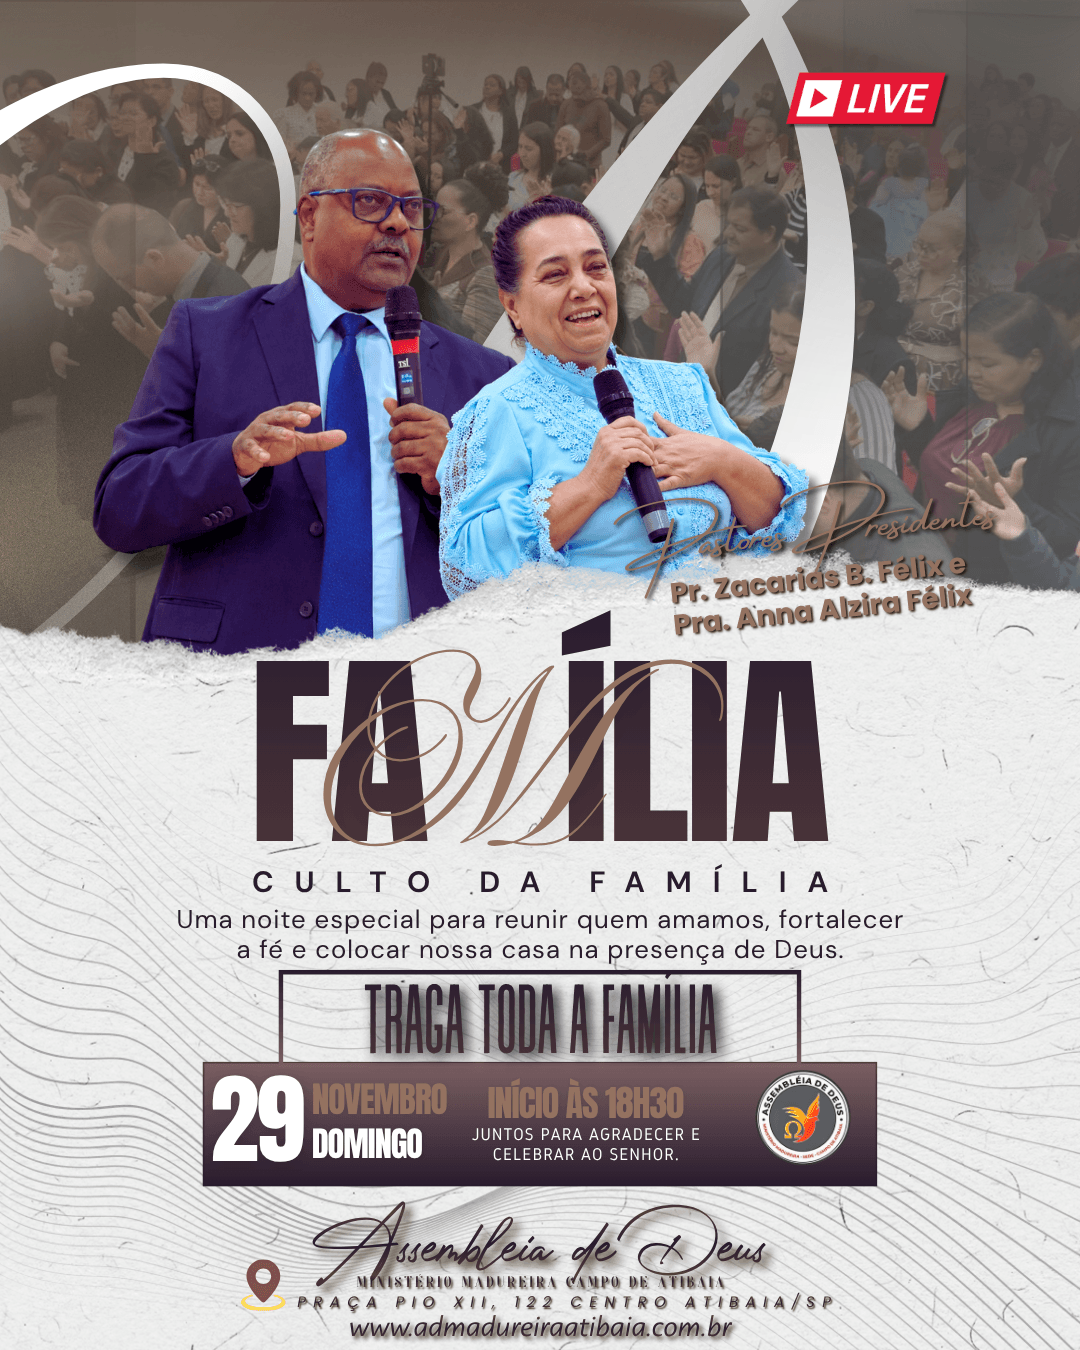 LIVE
Pastores Presidentes
Pr. Zacarias B. Félix e
Pra. Anna Alzira Félix
FAMÍLIA
CULTO DA FAMÍLIA
Uma noite especial para reunir quem amamos, fortalecer
a fé e colocar nossa casa na presença de Deus.
TRAGA TODA A FAMÍLIA
29
NOVEMBRO
DOMINGO
INÍCIO ÀS 18H30
JUNTOS PARA AGRADECER E
CELEBRAR AO SENHOR.
ASSEMBLÉIA DE DEUS
Assembleia de Deus
MINISTÉRIO MADUREIRA CAMPO DE ATIBAIA
PRAÇA PIO XII, 122 CENTRO ATIBAIA/SP
www.admadureiraatibaia.com.br